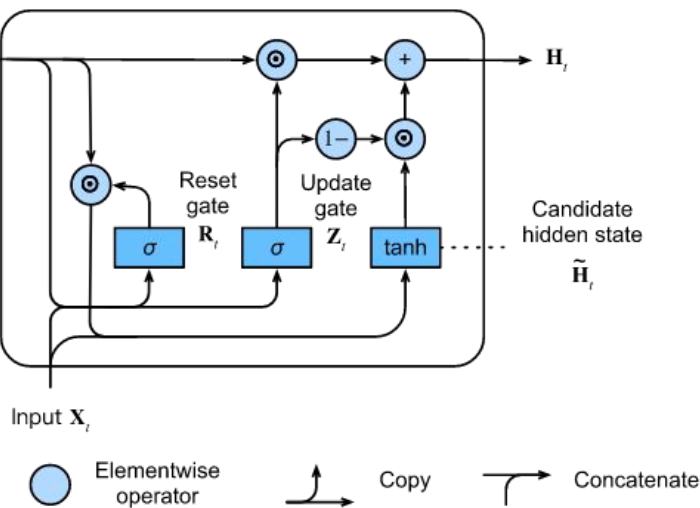 H_t
1−
Reset
gate
R_t
Update
gate
Z_t
σ
σ
tanh
Candidate
hidden state
H̃_t
Input X_t
Elementwise
operator
Copy
Concatenate